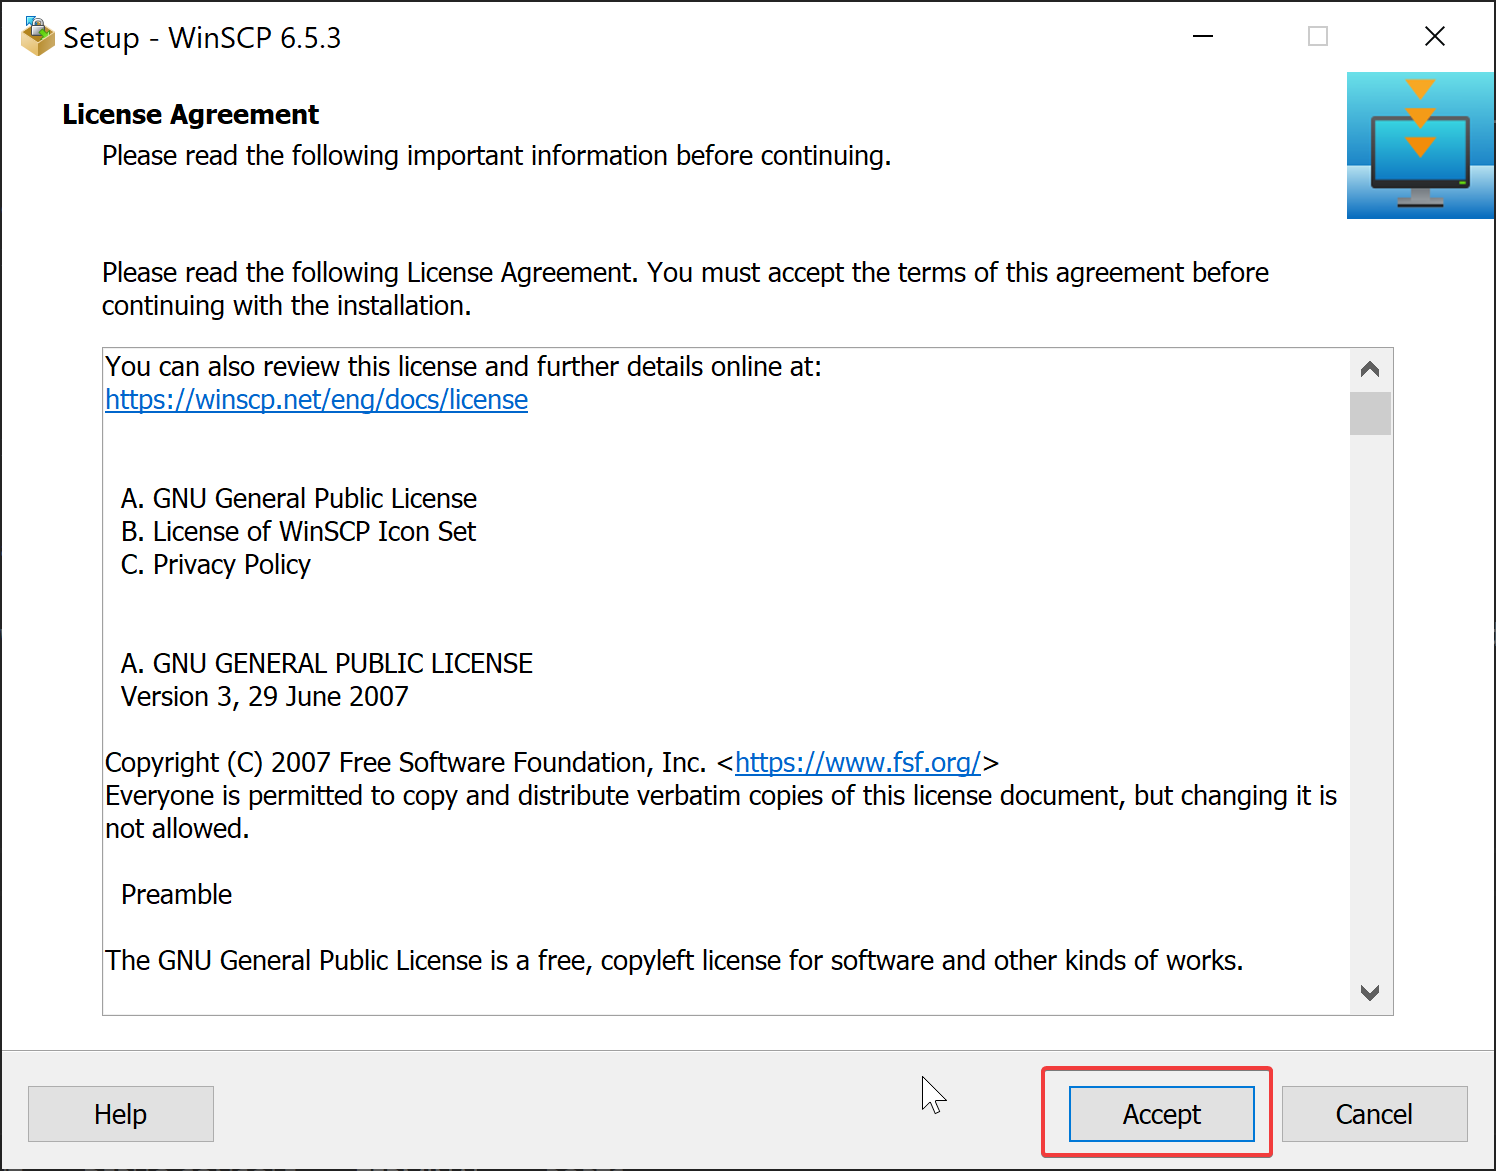 Setup - WinSCP 6.5.3
License Agreement
Please read the following important information before continuing.
Please read the following License Agreement. You must accept the terms of this agreement before
continuing with the installation.
You can also review this license and further details online at:
https://winscp.net/eng/docs/license
A. GNU General Public License
B. License of WinSCP Icon Set
C. Privacy Policy
A. GNU GENERAL PUBLIC LICENSE
Version 3, 29 June 2007
Copyright (C) 2007 Free Software Foundation, Inc. <https://www.fsf.org/>
Everyone is permitted to copy and distribute verbatim copies of this license document, but changing it is
not allowed.
Preamble
The GNU General Public License is a free, copyleft license for software and other kinds of works.
Help
Accept
Cancel